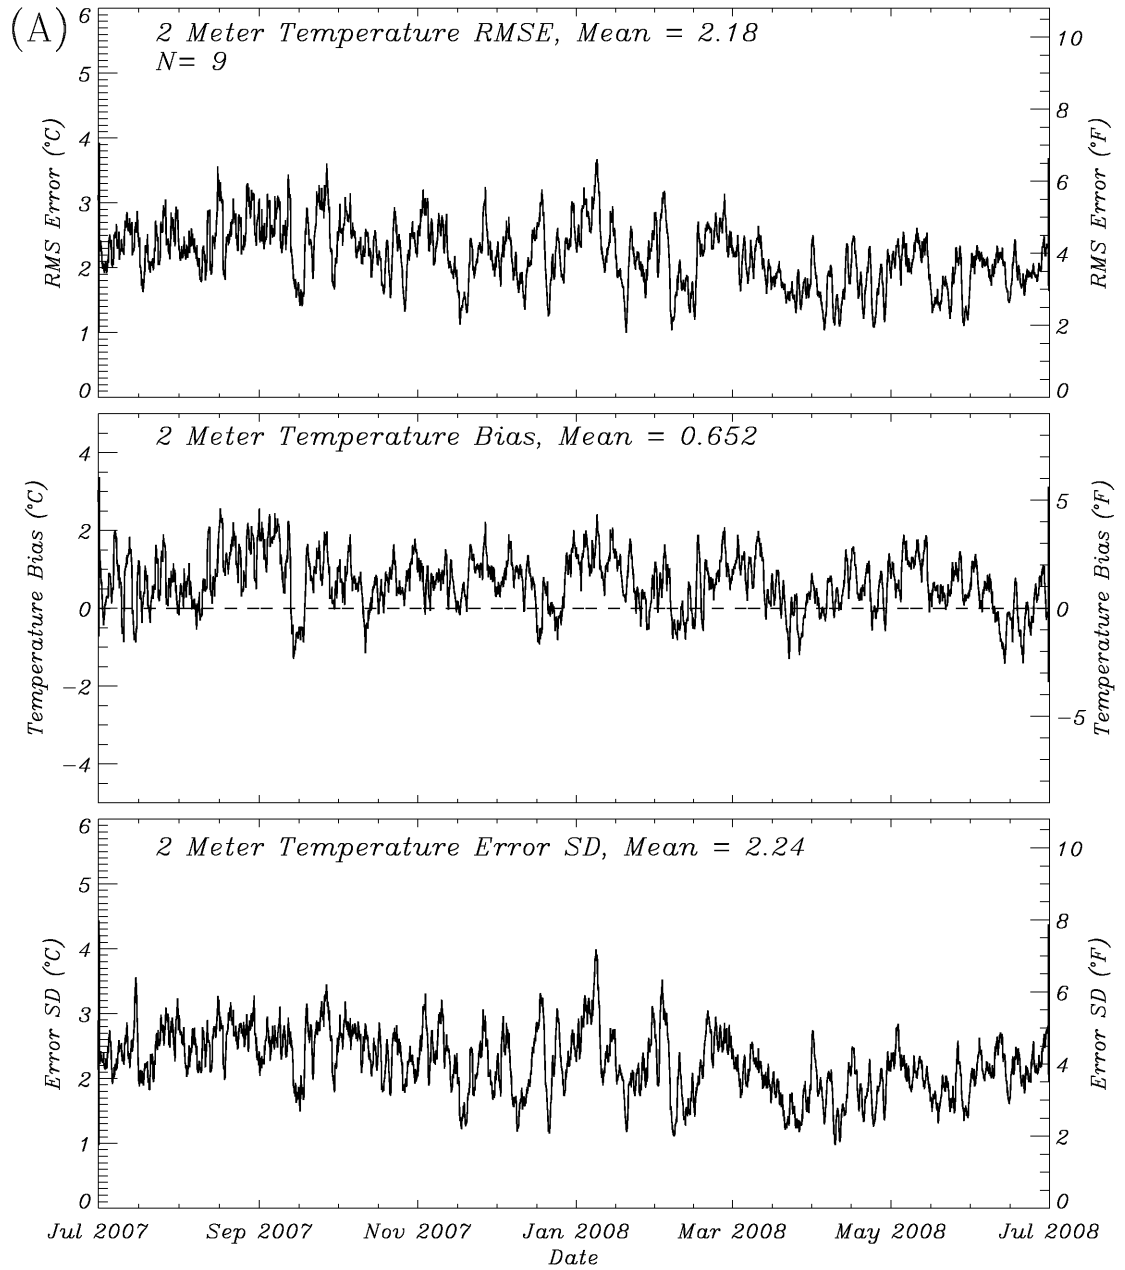 (A)
2 Meter Temperature RMSE, Mean = 2.18
N= 9
6
5
4
3
2
1
0
RMS Error (°C)
10
8
6
4
2
0
RMS Error (°F)
2 Meter Temperature Bias, Mean = 0.652
4
2
0
−2
−4
Temperature Bias (°C)
5
0
−5
Temperature Bias (°F)
2 Meter Temperature Error SD, Mean = 2.24
6
5
4
3
2
1
0
Error SD (°C)
10
8
6
4
2
0
Error SD (°F)
Jul 2007 Sep 2007 Nov 2007 Jan 2008 Mar 2008 May 2008 Jul 2008
Date